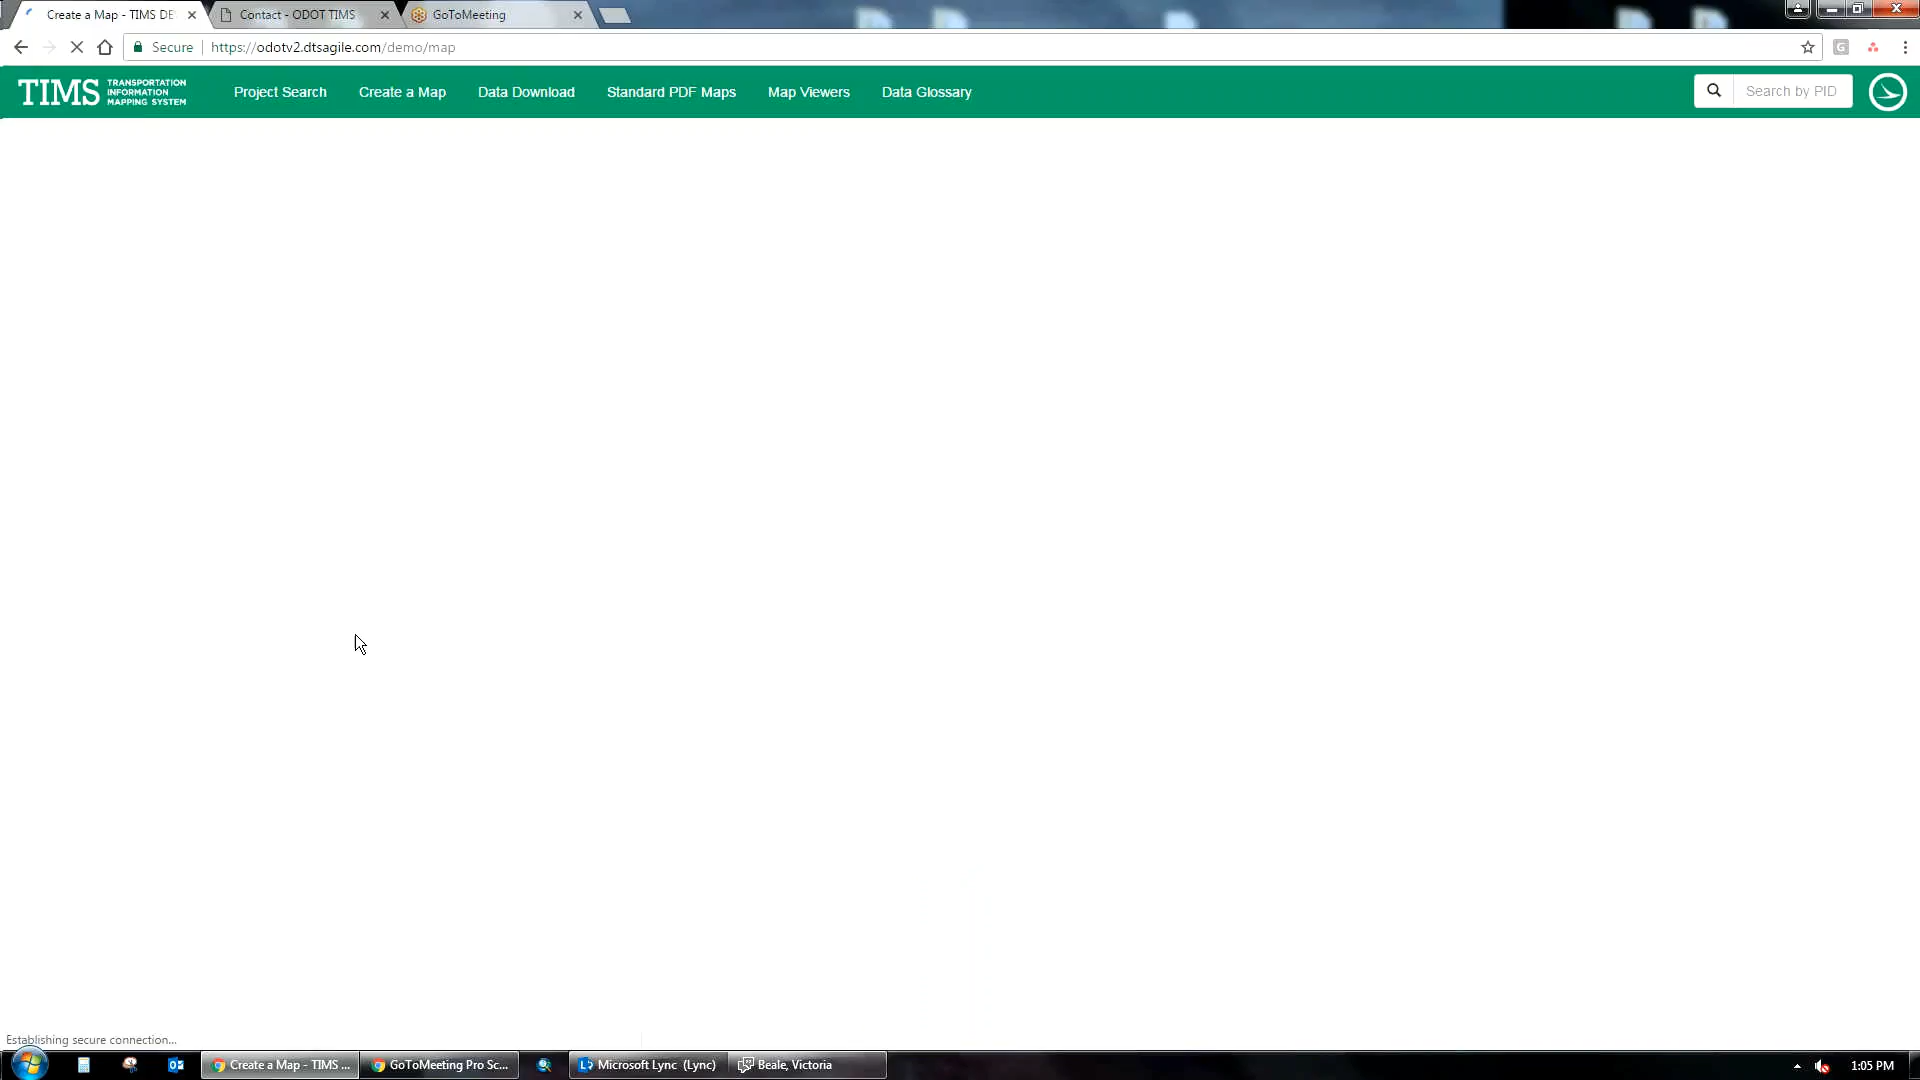 Create a Map - TIMS DE
Contact - ODOT TIMS
GoToMeeting
Secure
https://odotv2.dtsagile.com/demo/map
TIMS
TRANSPORTATION
INFORMATION
MAPPING SYSTEM
Project Search
Create a Map
Data Download
Standard PDF Maps
Map Viewers
Data Glossary
Search by PID
Establishing secure connection...
Create a Map - TIMS ...
GoToMeeting Pro Sc...
Microsoft Lync (Lync)
Beale, Victoria
1:05 PM